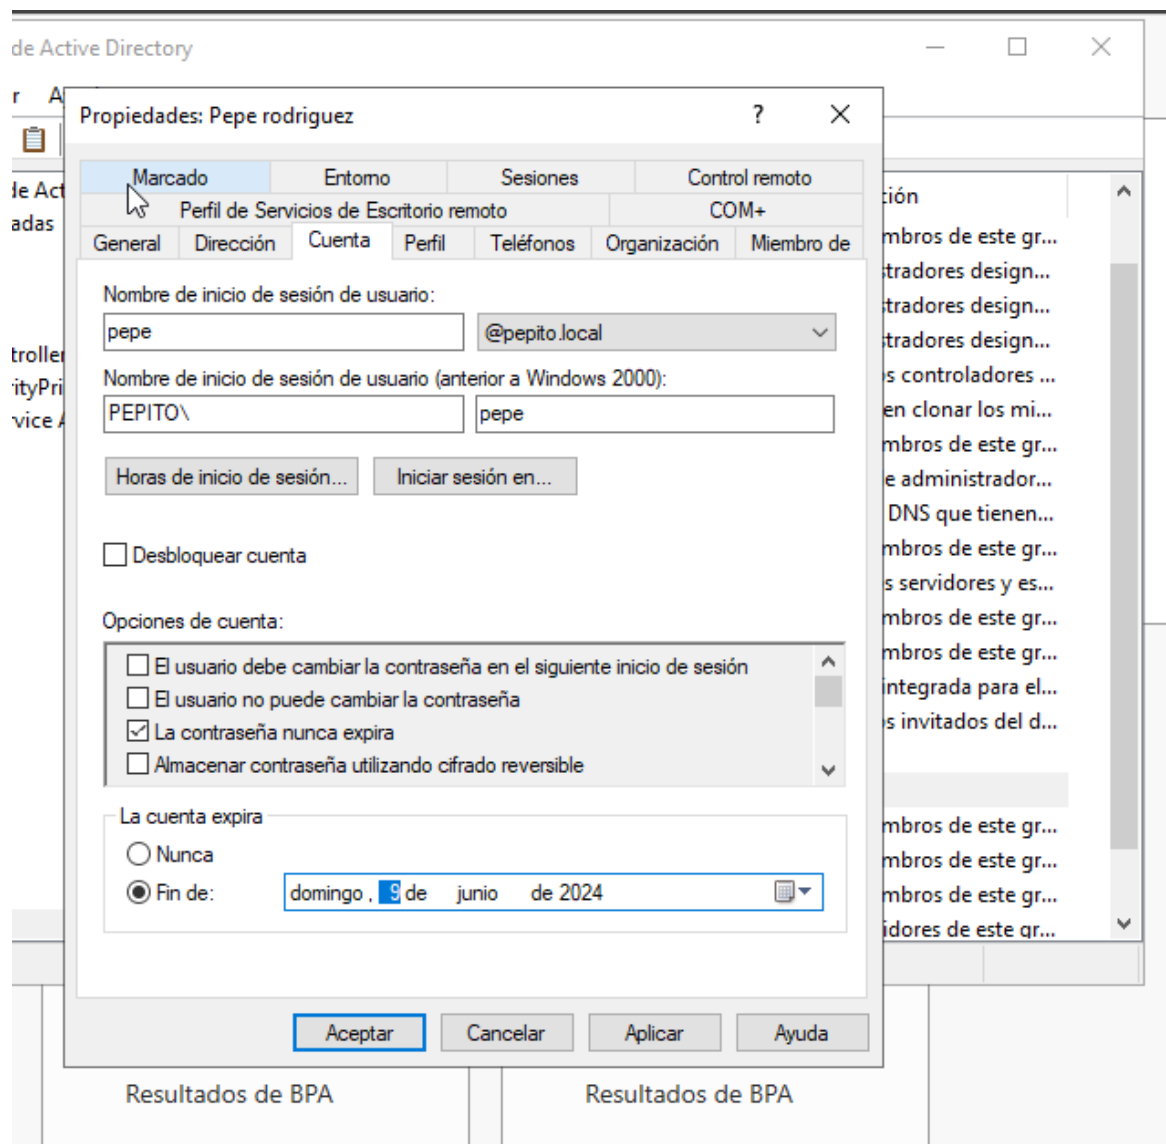 de Active Directory
r A
Propiedades: Pepe rodriguez ?
Marcado Entorno Sesiones Control remoto
Perfil de Servicios de Escritorio remoto COM+
General Dirección Cuenta Perfil Teléfonos Organización Miembro de
Nombre de inicio de sesión de usuario:
pepe @pepito.local
Nombre de inicio de sesión de usuario (anterior a Windows 2000):
PEPITO\ pepe
Horas de inicio de sesión... Iniciar sesión en...
Desbloquear cuenta
Opciones de cuenta:
El usuario debe cambiar la contraseña en el siguiente inicio de sesión
El usuario no puede cambiar la contraseña
La contraseña nunca expira
Almacenar contraseña utilizando cifrado reversible
La cuenta expira
Nunca
Fin de: domingo , 9 de junio de 2024
Aceptar Cancelar Aplicar Ayuda
de Act
adas
troller
rityPri
rvice A
ción
mbros de este gr...
stradores design...
stradores design...
stradores design...
os controladores ...
en clonar los mi...
mbros de este gr...
e administrador...
DNS que tienen...
mbros de este gr...
s servidores y es...
mbros de este gr...
mbros de este gr...
integrada para el...
os invitados del d...
mbros de este gr...
mbros de este gr...
mbros de este gr...
idores de este gr...
Resultados de BPA Resultados de BPA